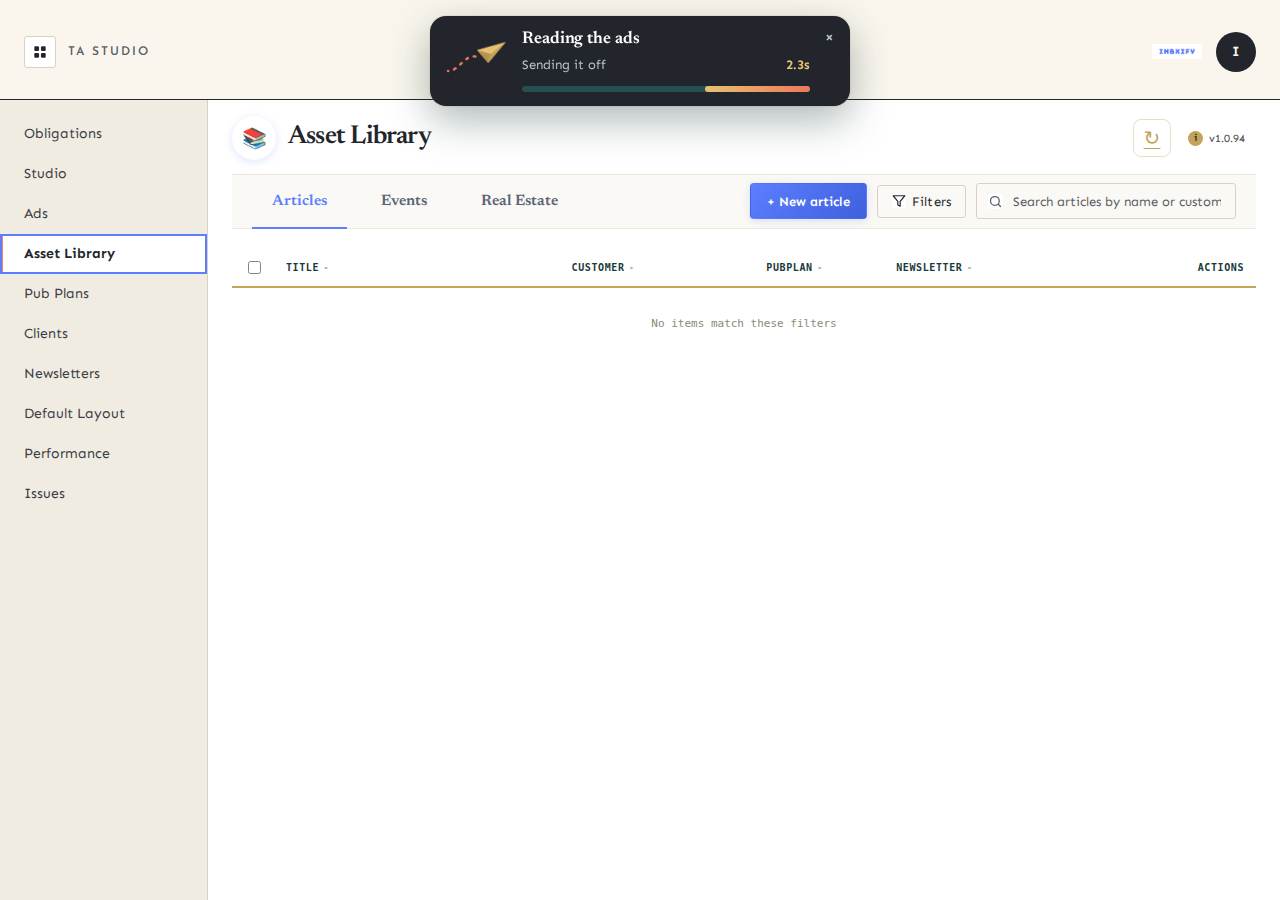 TA STUDIO
Reading the ads
×
Sending it off
2.3s
INBXIFY
I
Obligations
Studio
Ads
Asset Library
Pub Plans
Clients
Newsletters
Default Layout
Performance
Issues
Asset Library
↻
i
v1.0.94
Articles
Events
Real Estate
+ New article
Filters
Search articles by name or custom
TITLE -
CUSTOMER -
PUBPLAN -
NEWSLETTER -
ACTIONS
No items match these filters